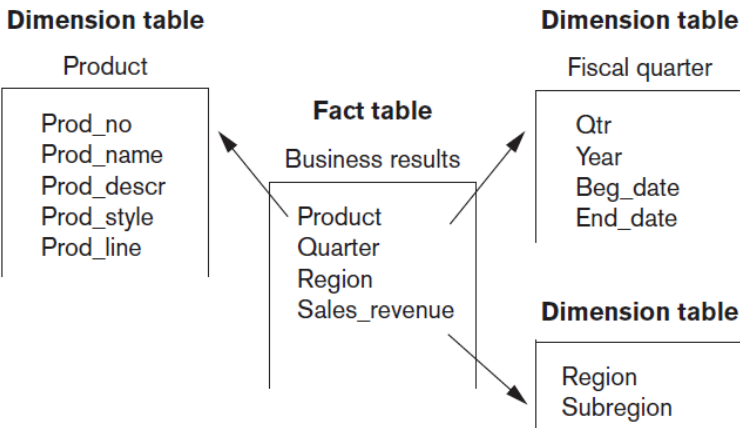 Dimension table
Product
Prod_no
Prod_name
Prod_descr
Prod_style
Prod_line
Fact table
Business results
Product
Quarter
Region
Sales_revenue
Dimension table
Fiscal quarter
Qtr
Year
Beg_date
End_date
Dimension table
Region
Subregion